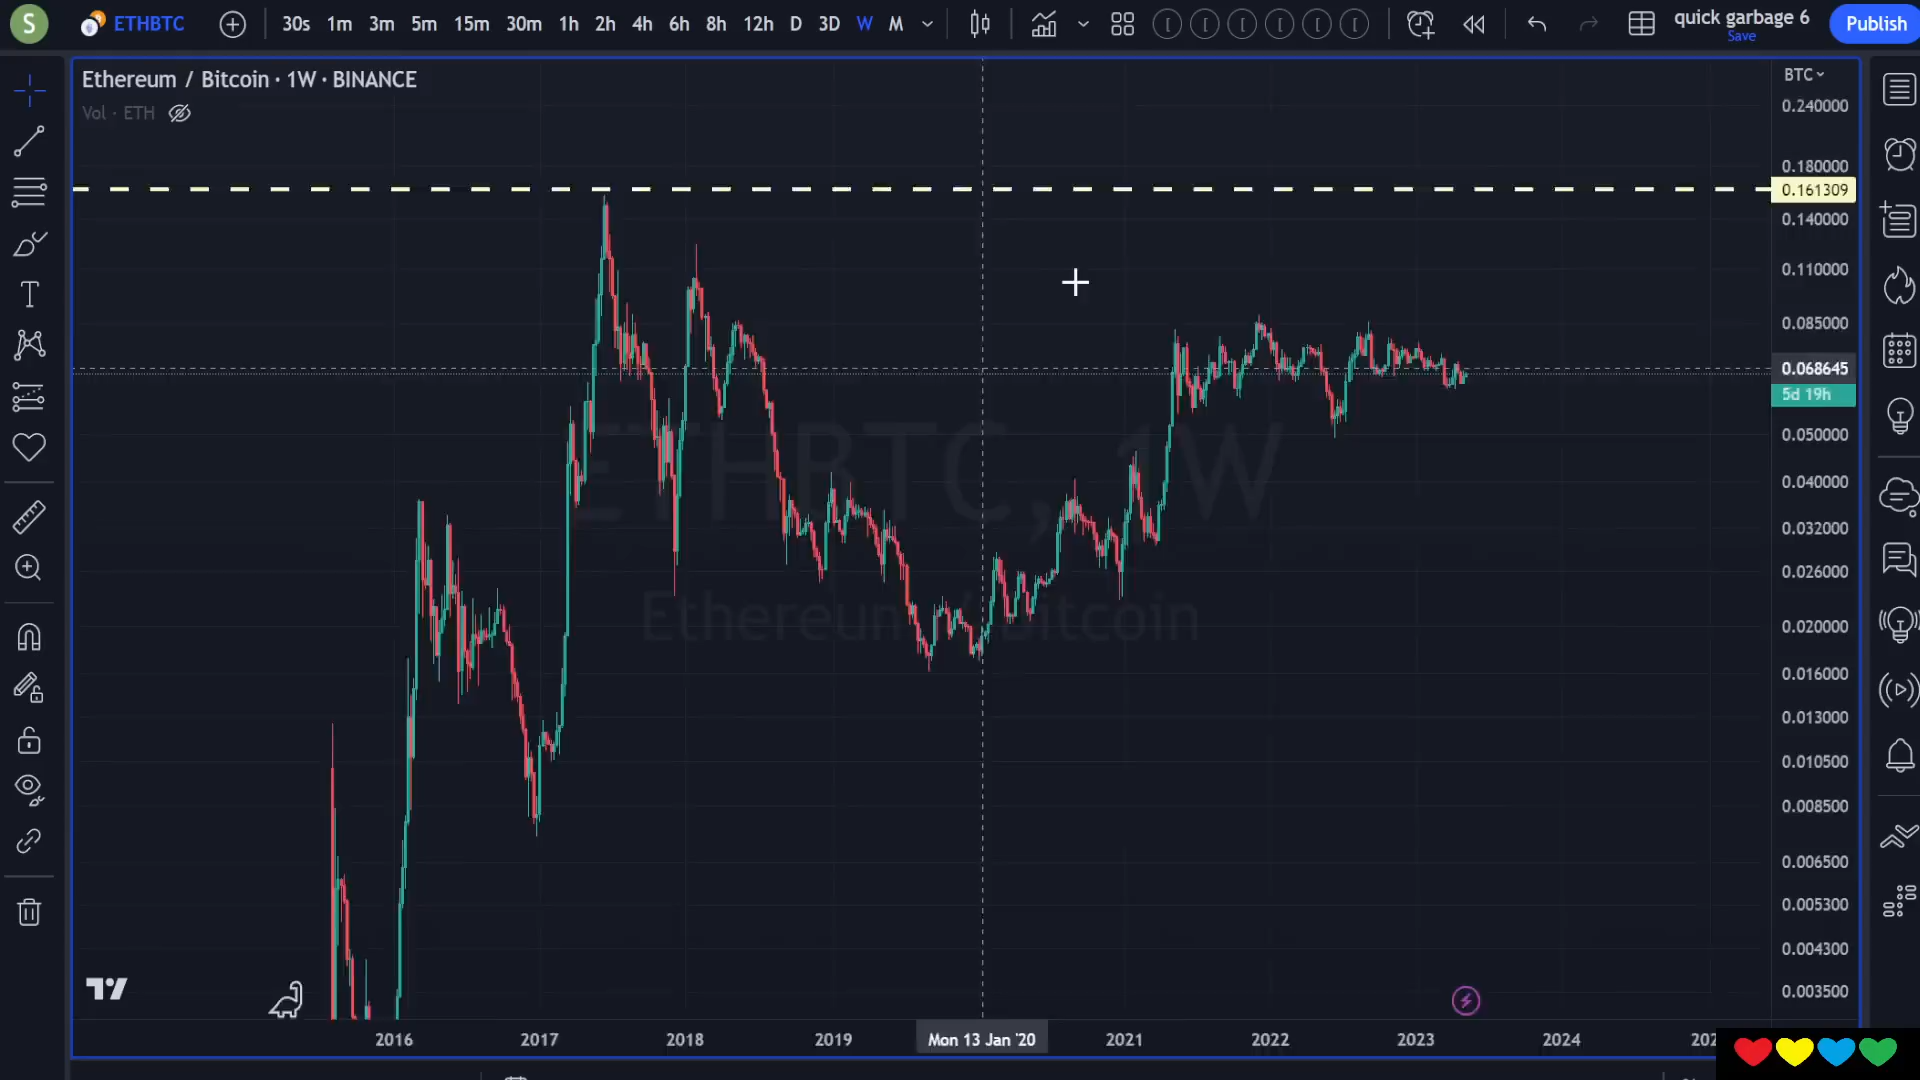 S
ETHBTC
30s 1m 3m 5m 15m 30m 1h 2h 4h 6h 8h 12h D 3D W M
quick garbage 6
Save
Publish
Ethereum / Bitcoin · 1W · BINANCE
Vol · ETH
BTC
0.240000
0.180000
0.161309
0.140000
0.110000
0.085000
0.068645
5d 19h
0.050000
0.040000
0.032000
0.026000
0.020000
0.016000
0.013000
0.010500
0.008500
0.006500
0.005300
0.004300
0.003500
ETHBTC, 1W
Ethereum / Bitcoin
2016 2017 2018 2019 Mon 13 Jan '20 2021 2022 2023 2024